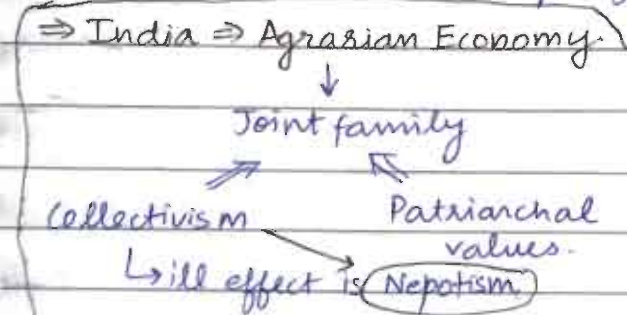 ⇒ India ⇒ Agrarian Economy.
↓
Joint family
Collectivism Patriarchal
values.
↳ ill effect is Nepotism